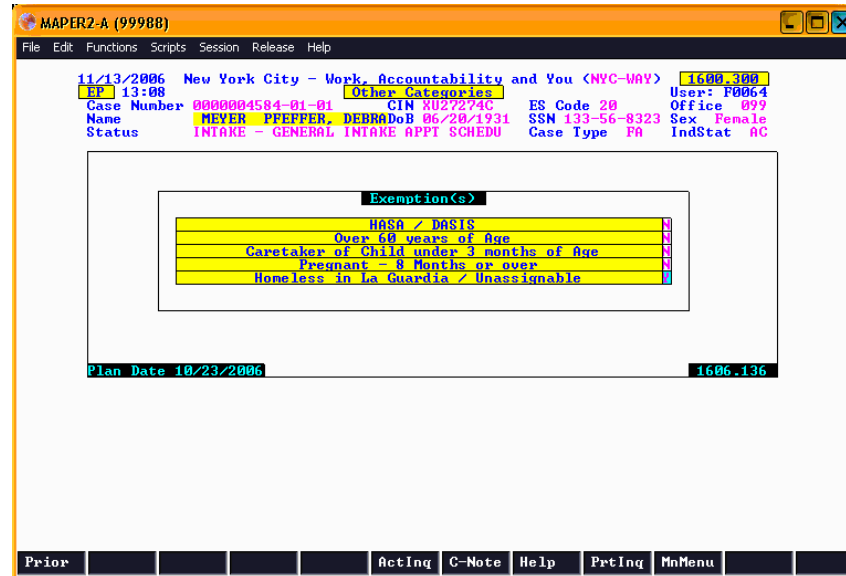 MAPER2-A (99988)
File Edit Functions Scripts Session Release Help
11/13/2006 New York City - Work, Accountability and You (NYC-WAY) 1600.300
EP 13:08 Other Categories User: F0064
Case Number 0000004584-01-01 CIN XU27274C ES Code 20 Office 099
Name MEYER PFEFFER, DEBRADoB 06/20/1931 SSN 133-56-8323 Sex Female
Status INTAKE - GENERAL INTAKE APPT SCHEDU Case Type FA IndStat AC
Exemption(s)
HASA / DASIS N
Over 60 years of Age N
Caretaker of Child under 3 months of Age N
Pregnant - 8 Months or over N
Homeless in La Guardia / Unassignable Y
Plan Date 10/23/2006 1606.136
Prior ActInq C-Note Help PrtInq MnMenu